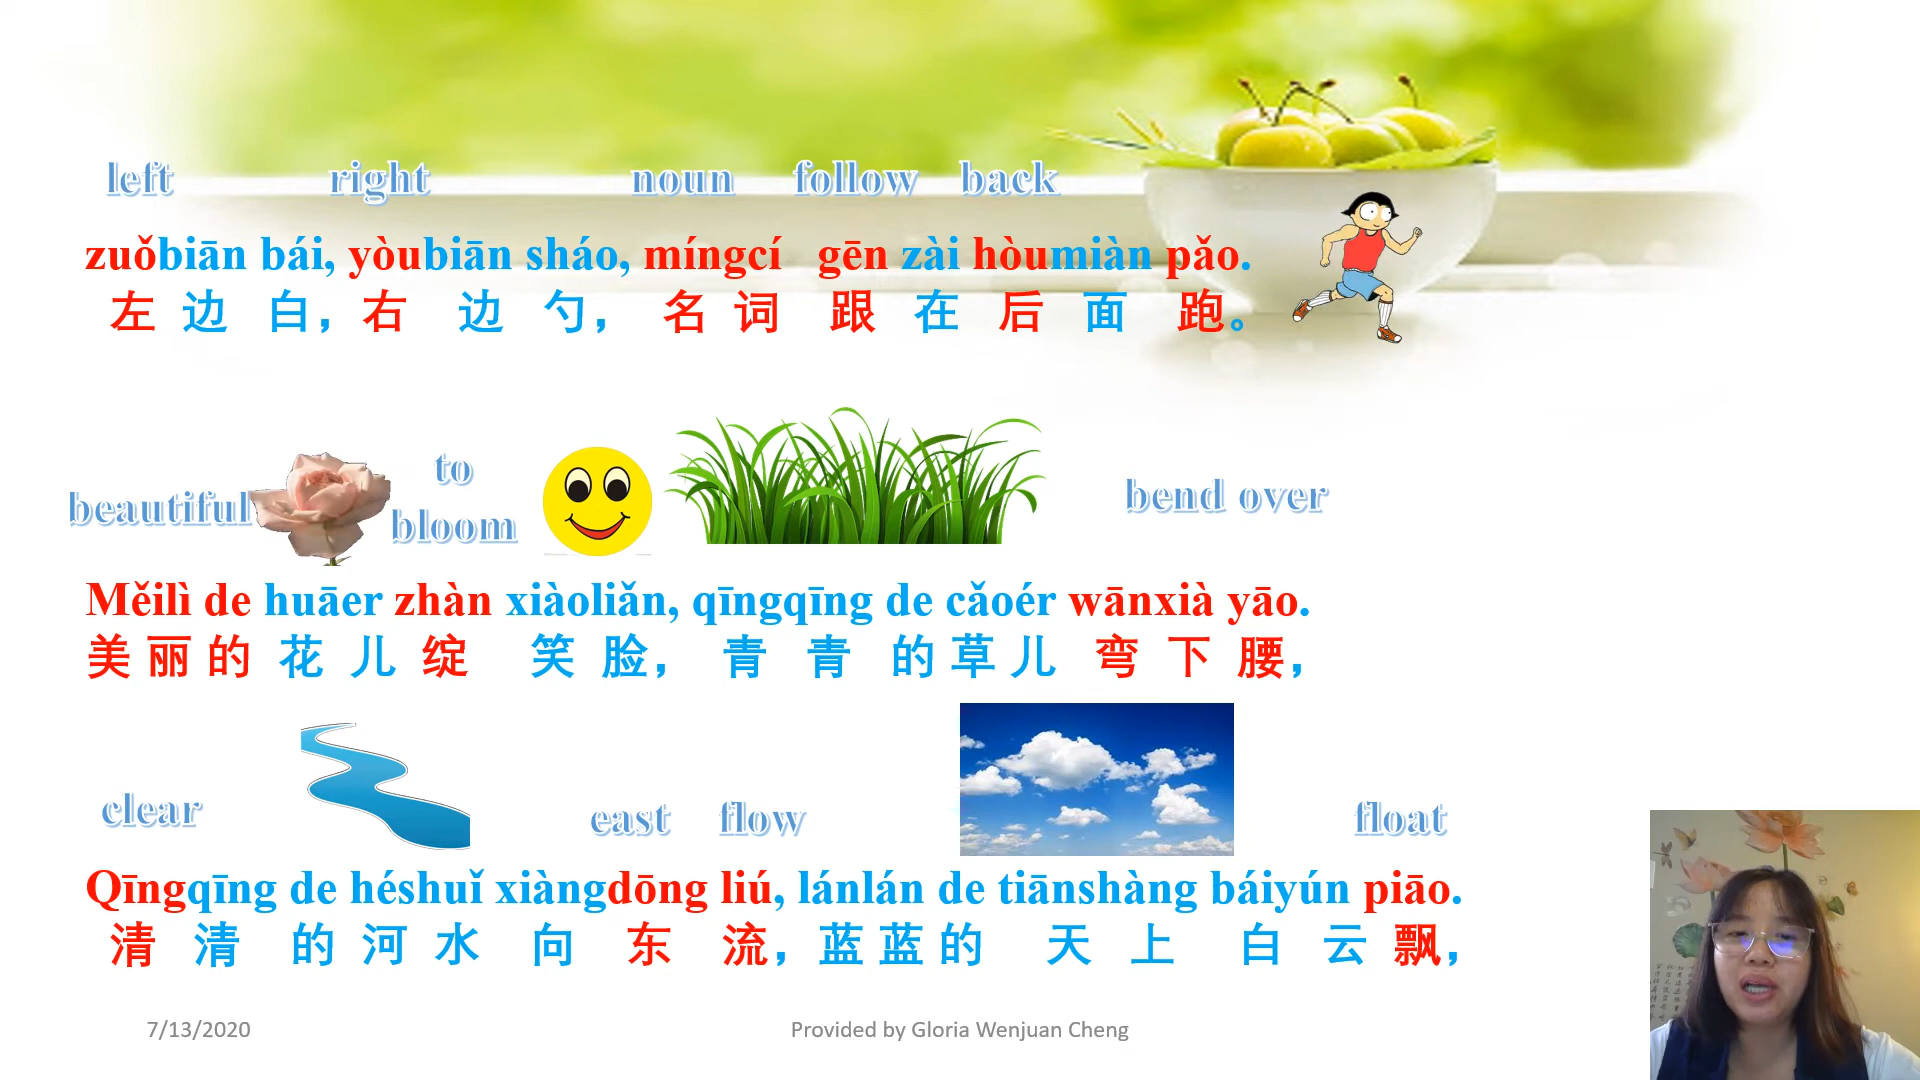 left right noun follow back
zuǒbiān bái, yòubiān sháo, míngcí gēn zài hòumiàn pǎo.
左边白，右边勺，名词跟在后面跑。
beautiful to bloom bend over
Měilì de huāer zhàn xiàoliǎn, qīngqīng de cǎoér wānxià yāo.
美丽的花儿绽笑脸，青青的草儿弯下腰，
clear east flow float
Qīngqīng de héshuǐ xiàngdōng liú, lánlán de tiānshàng báiyún piāo.
清清的河水向东流，蓝蓝的天上白云飘，
7/13/2020 Provided by Gloria Wenjuan Cheng